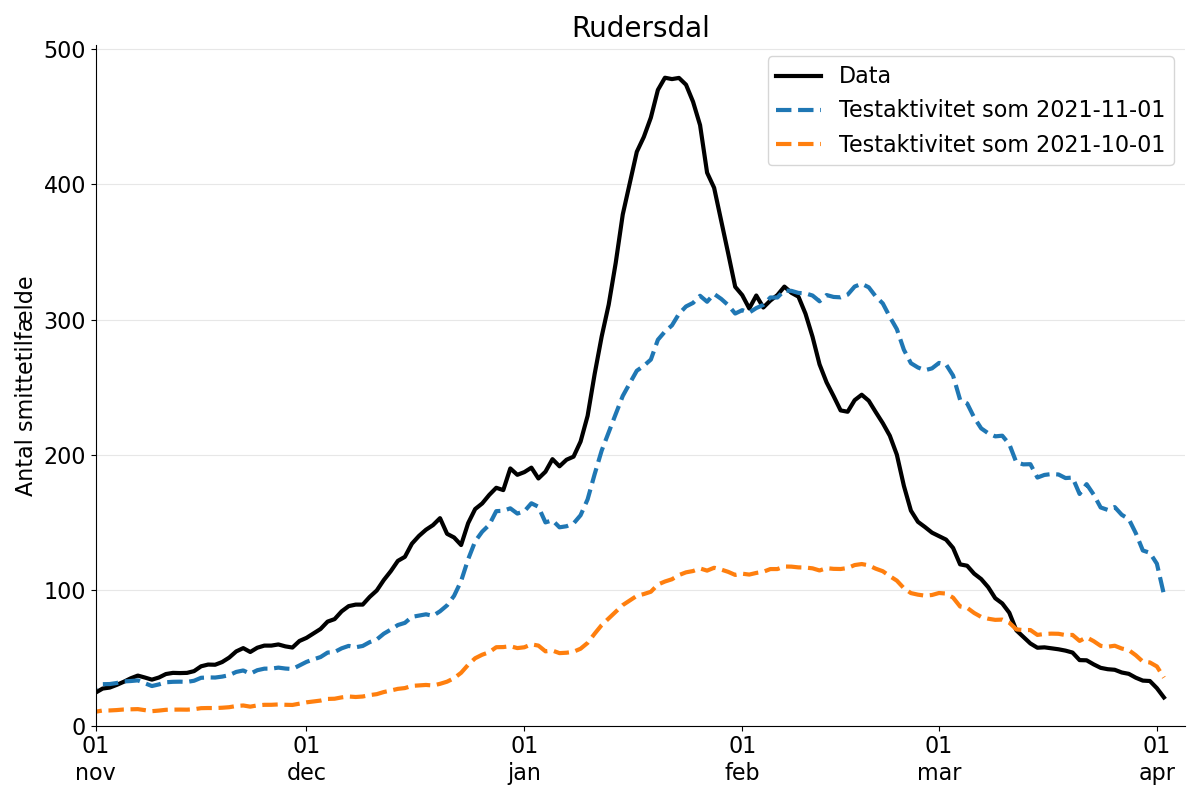 Rudersdal
Data
Testaktivitet som 2021-11-01
Testaktivitet som 2021-10-01
Antal smittetilfælde
500
400
300
200
100
0
01 01 01 01 01 01
nov dec jan feb mar apr